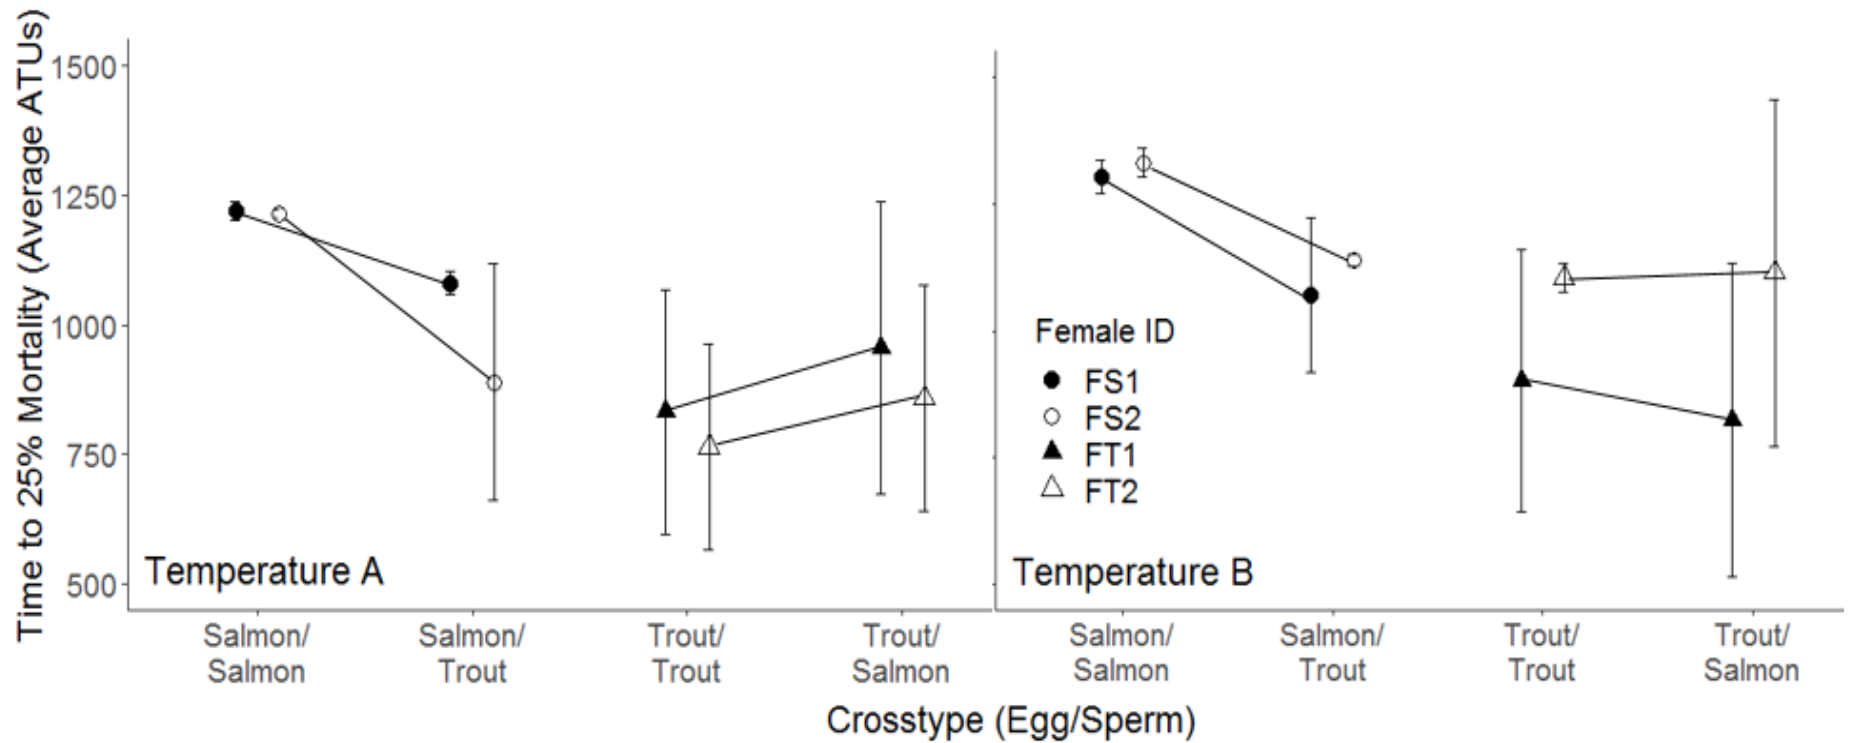 Time to 25% Mortality (Average ATUs)
1500
1250
1000
750
500
Temperature A
Salmon/
Salmon
Salmon/
Trout
Trout/
Trout
Trout/
Salmon
Female ID
FS1
FS2
FT1
FT2
Temperature B
Salmon/
Salmon
Salmon/
Trout
Trout/
Trout
Trout/
Salmon
Crosstype (Egg/Sperm)